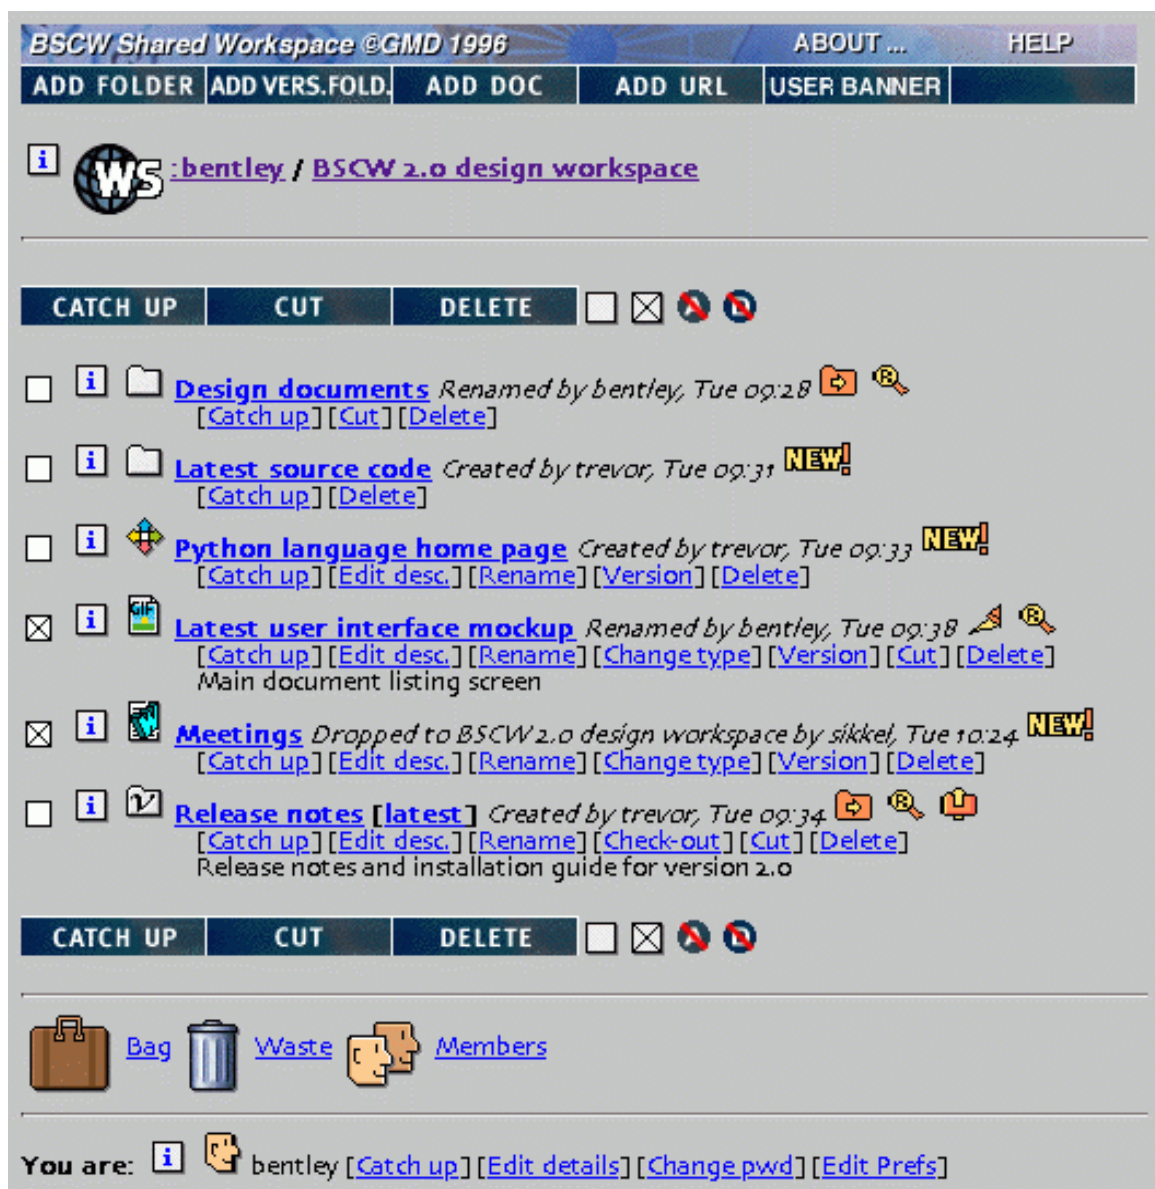 BSCW Shared Workspace ©GMD 1996 ABOUT ... HELP
ADD FOLDER ADD VERS.FOLD. ADD DOC ADD URL USER BANNER
i WS :bentley / BSCW 2.0 design workspace
CATCH UP CUT DELETE A D
i Design documents Renamed by bentley, Tue 09:28 R
[Catch up] [Cut] [Delete]
i Latest source code Created by trevor, Tue 09:31 NEW!
[Catch up] [Delete]
i Python language home page Created by trevor, Tue 09:33 NEW!
[Catch up] [Edit desc.] [Rename] [Version] [Delete]
i GIF Latest user interface mockup Renamed by bentley, Tue 09:38 R
[Catch up] [Edit desc.] [Rename] [Change type] [Version] [Cut] [Delete]
Main document listing screen
i W Meetings Dropped to BSCW 2.0 design workspace by sikkel, Tue 10:24 NEW!
[Catch up] [Edit desc.] [Rename] [Change type] [Version] [Delete]
i V Release notes [latest] Created by trevor, Tue 09:34 R
[Catch up] [Edit desc.] [Rename] [Check-out] [Cut] [Delete]
Release notes and installation guide for version 2.0
CATCH UP CUT DELETE A D
Bag Waste Members
You are: i bentley [Catch up] [Edit details] [Change pwd] [Edit Prefs]